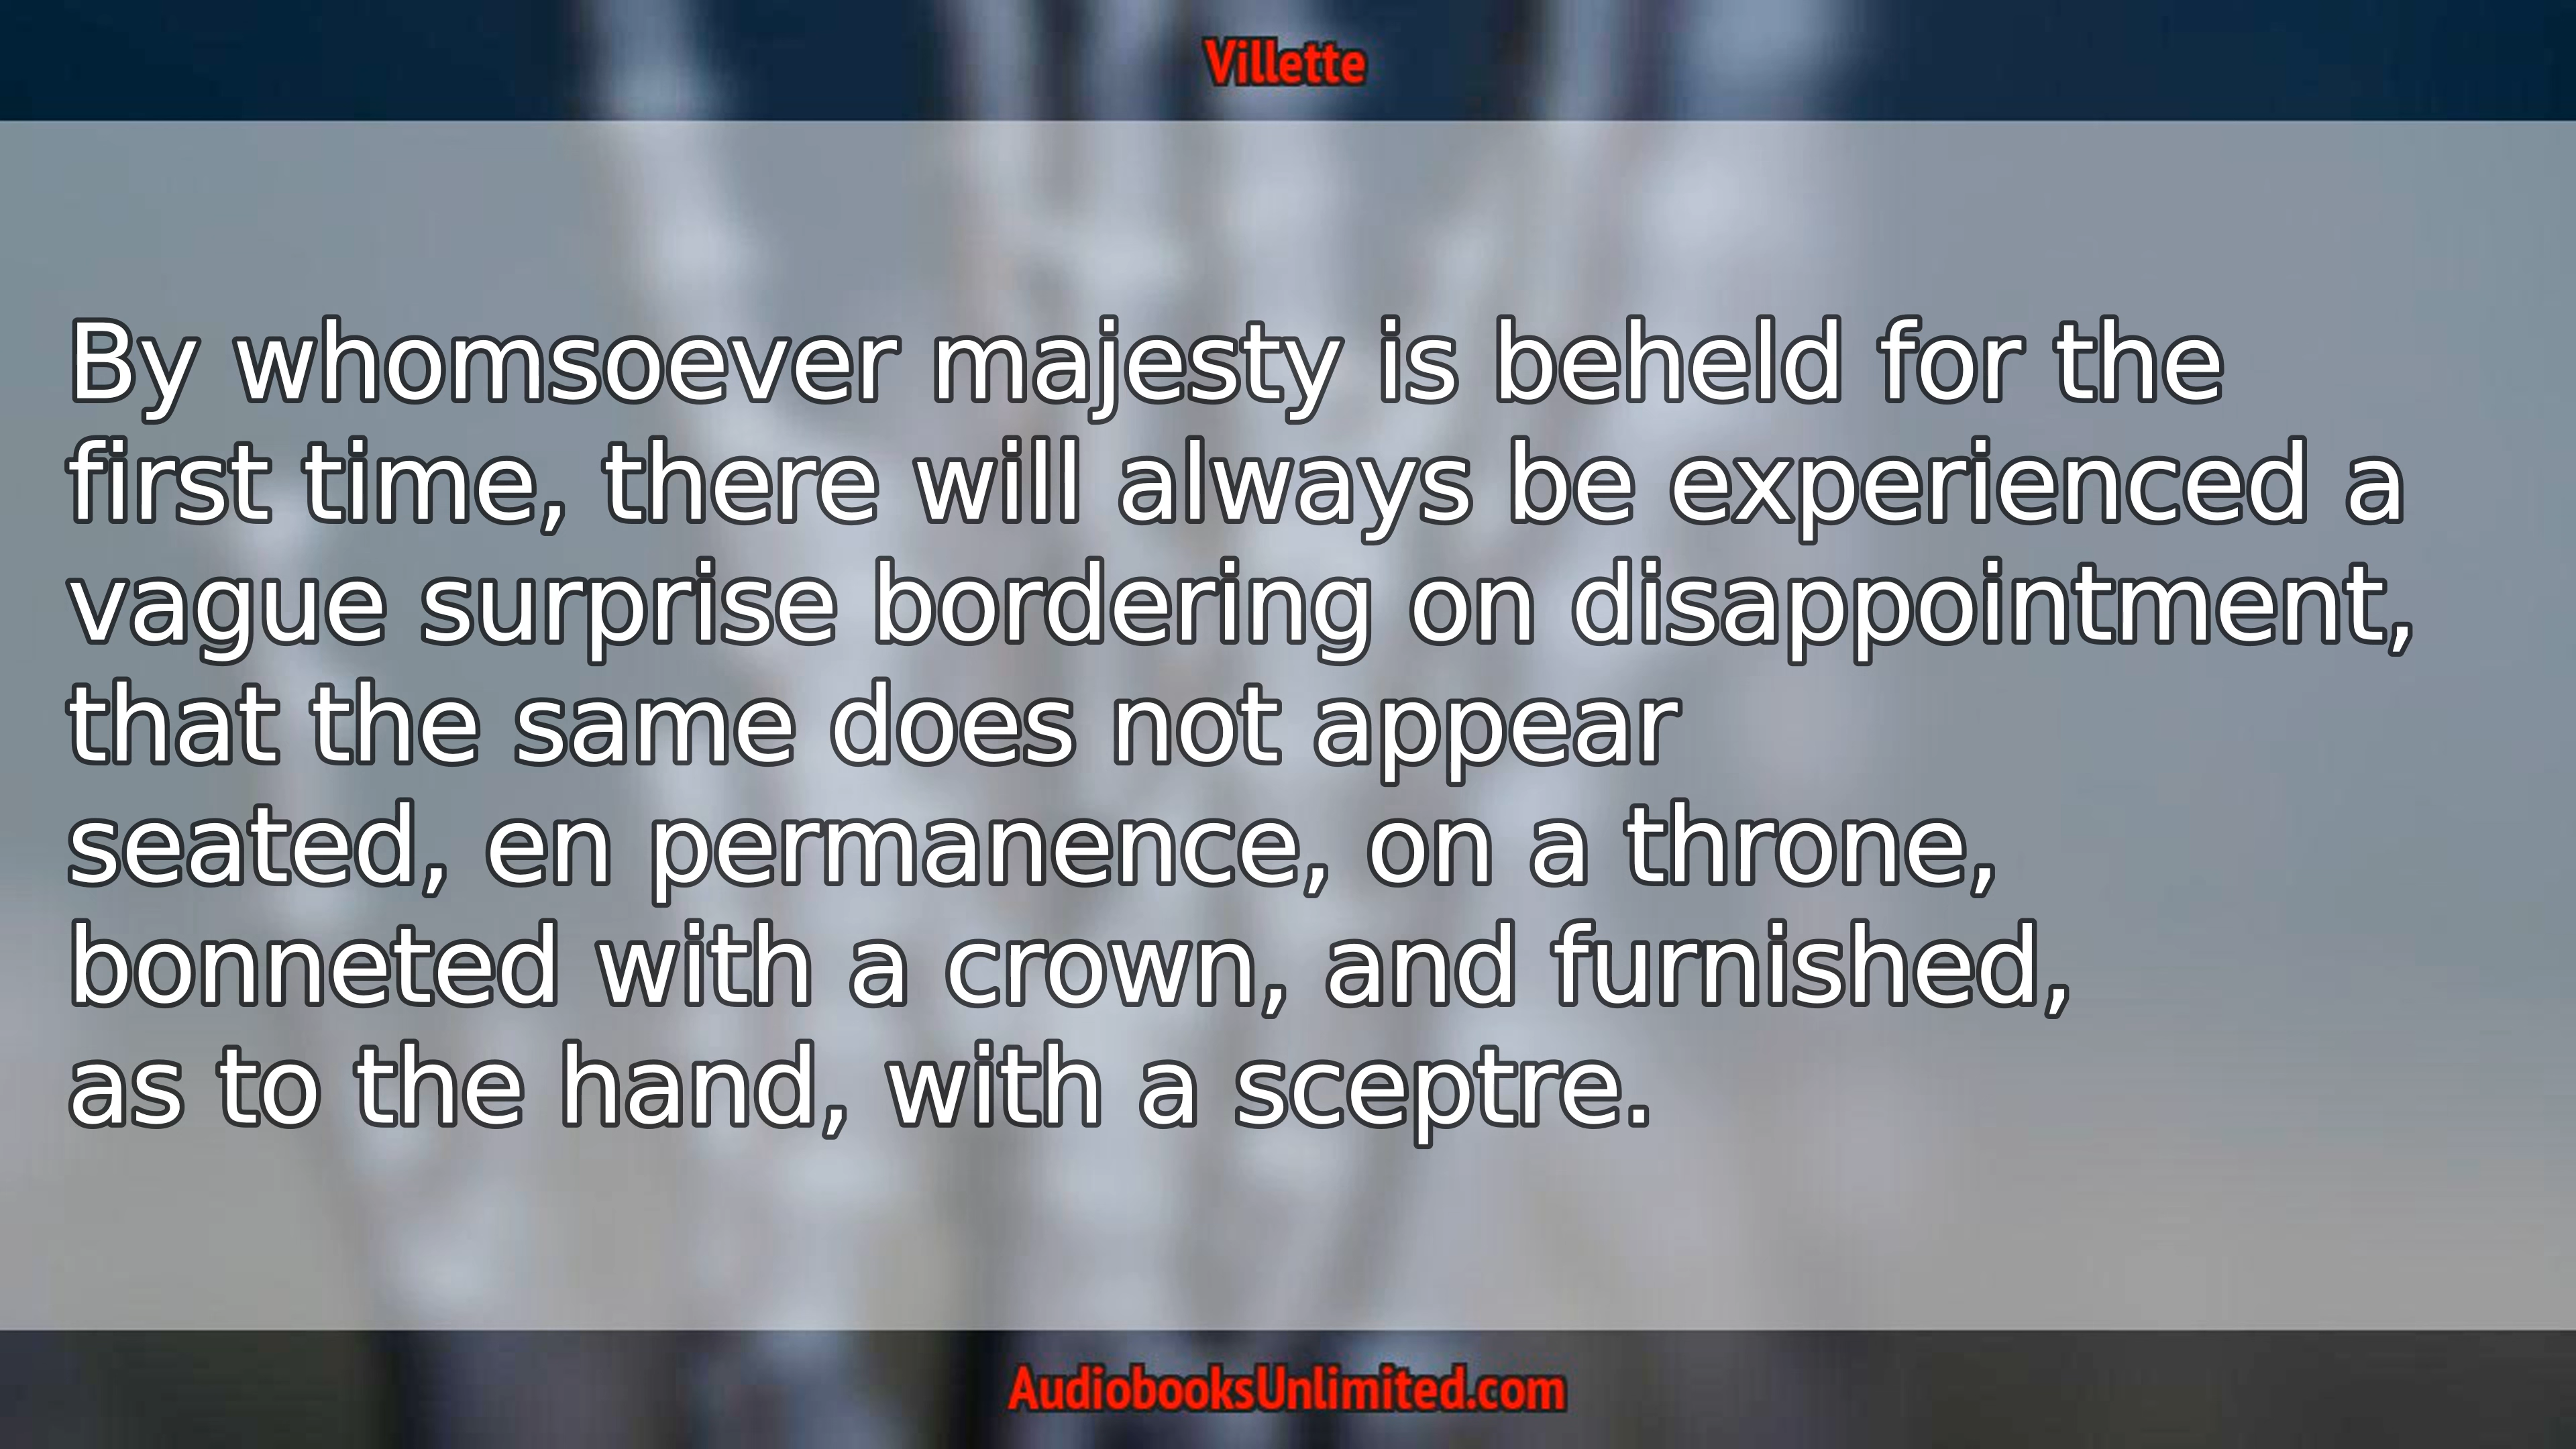 Villette
By whomsoever majesty is beheld for the
first time, there will always be experienced a
vague surprise bordering on disappointment,
that the same does not appear
seated, en permanence, on a throne,
bonneted with a crown, and furnished,
as to the hand, with a sceptre.
AudiobooksUnlimited.com